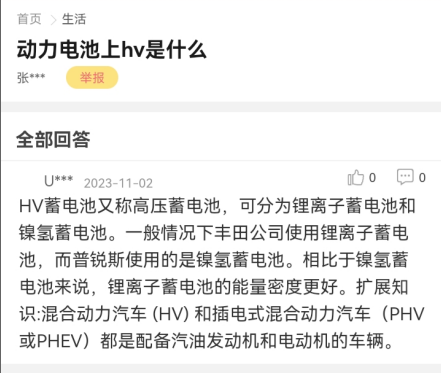 首页 > 生活
动力电池上hv是什么
张***
举报
全部回答
U*** 2023-11-02 0 0
HV蓄电池又称高压蓄电池，可分为锂离子蓄电池和
镍氢蓄电池。一般情况下丰田公司使用锂离子蓄电
池，而普锐斯使用的是镍氢蓄电池。相比于镍氢蓄
电池来说，锂离子蓄电池的能量密度更好。扩展知
识:混合动力汽车 (HV) 和插电式混合动力汽车（PHV
或PHEV）都是配备汽油发动机和电动机的车辆。